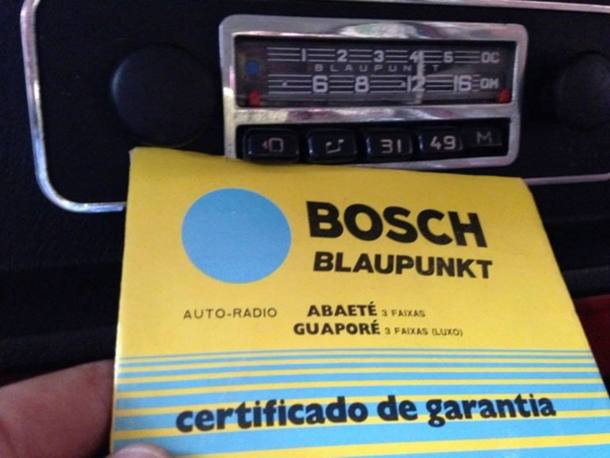 1 2 3 4 5 OC
BLAUPUNKT
6 8 12 16 OM
31 49 M
BOSCH
BLAUPUNKT
AUTO-RADIO ABAETÉ 3 FAIXAS
GUAPORÉ 3 FAIXAS (LUXO)
certificado de garantia